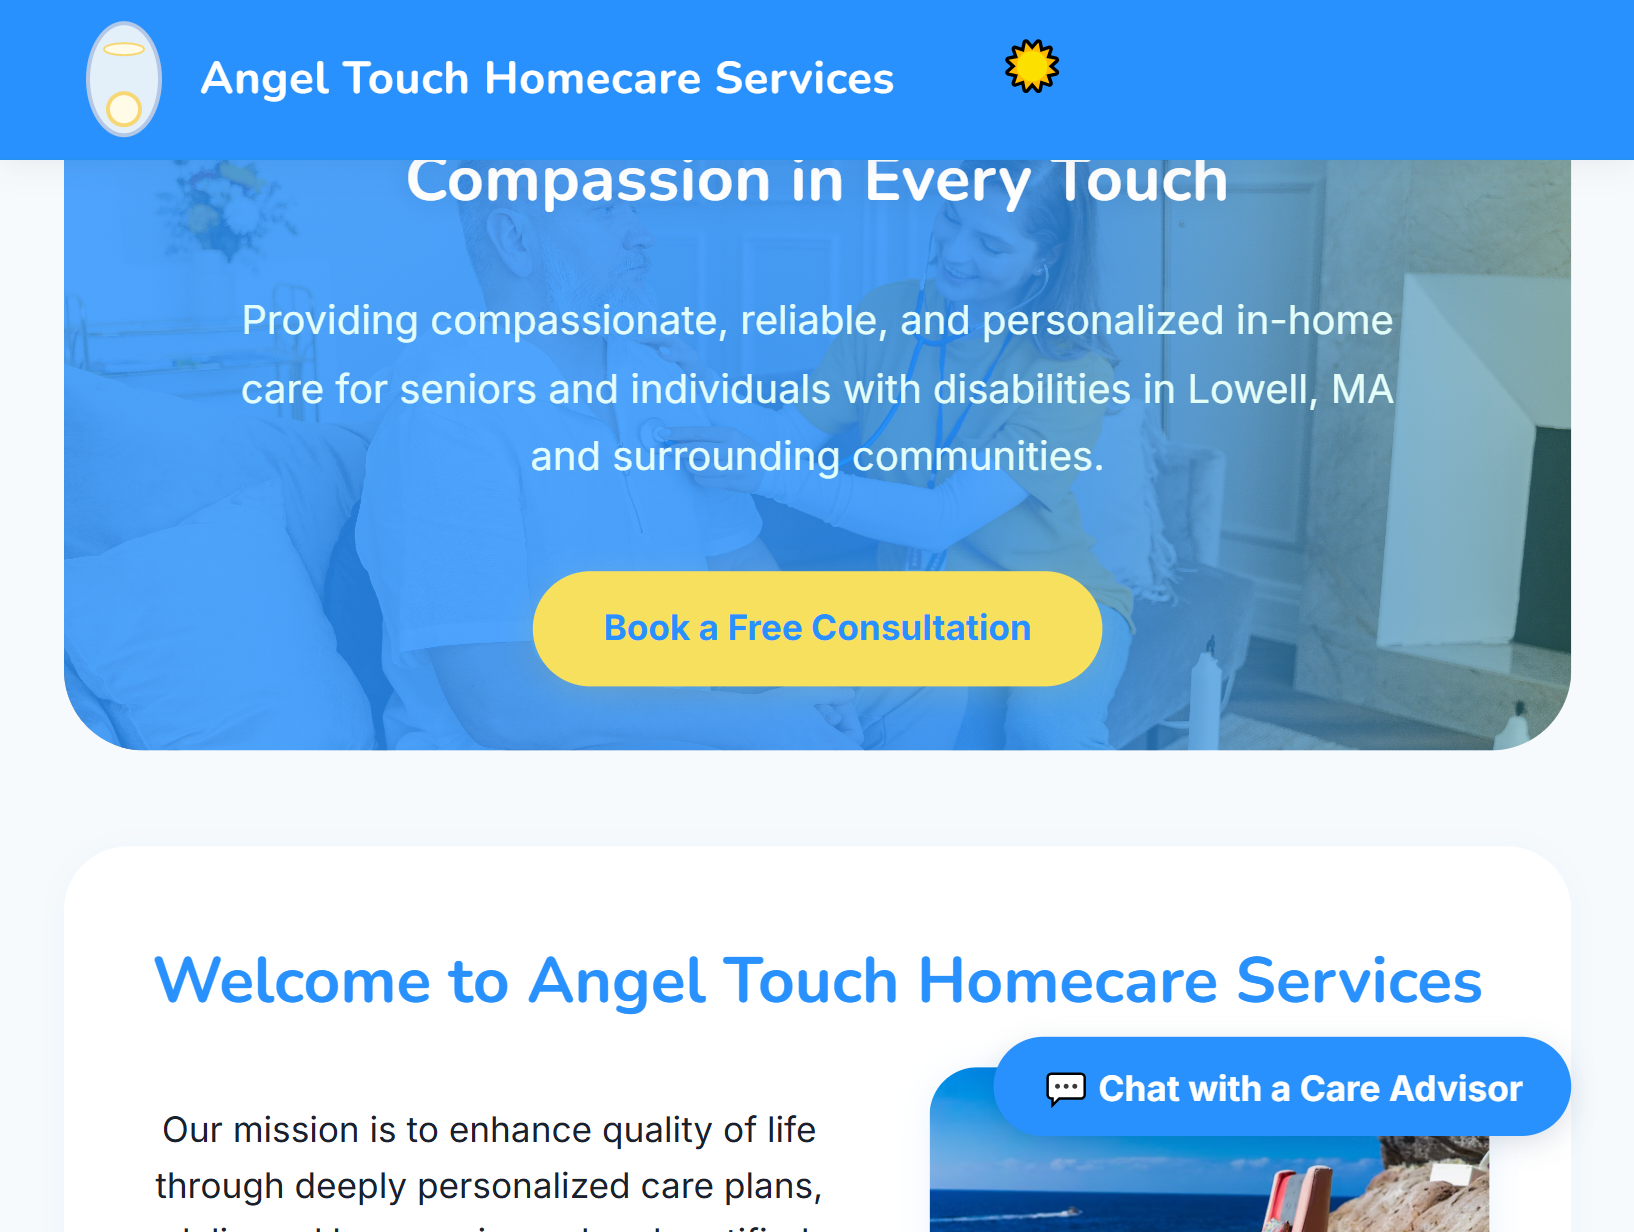 Angel Touch Homecare Services
Compassion in Every Touch
Providing compassionate, reliable, and personalized in-home
care for seniors and individuals with disabilities in Lowell, MA
and surrounding communities.
Book a Free Consultation
Welcome to Angel Touch Homecare Services
💬 Chat with a Care Advisor
Our mission is to enhance quality of life
through deeply personalized care plans,